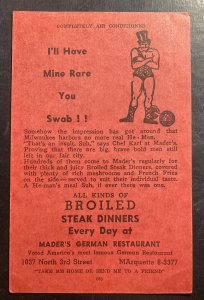 COMPLETELY AIR CONDITIONED
I'll Have
Mine Rare
You
Swab ! !
Somehow the impression has got around that
Milwaukee harbors no more real He - Men.
"That's an insult, Suh," says Chef Karl at Mader's.
Proving that there are big, brave bold men still
left in our fair city.
Hundreds of them come to Mader's regularly for
their thick and juicy Broiled Steak Dinners, covered
with plenty of rich mushrooms and French Fries
on the side—served to suit their individual taste.
A He-man's meal Suh, if ever there was one.
ALL KINDS OF
BROILED
STEAK DINNERS
Every Day at
MADER'S GERMAN RESTAURANT
Voted America's most famous German Restaurant
1037 North 3rd Street MArquette 8-3377
"TAKE ME HOME OR SEND ME TO A FRIEND"